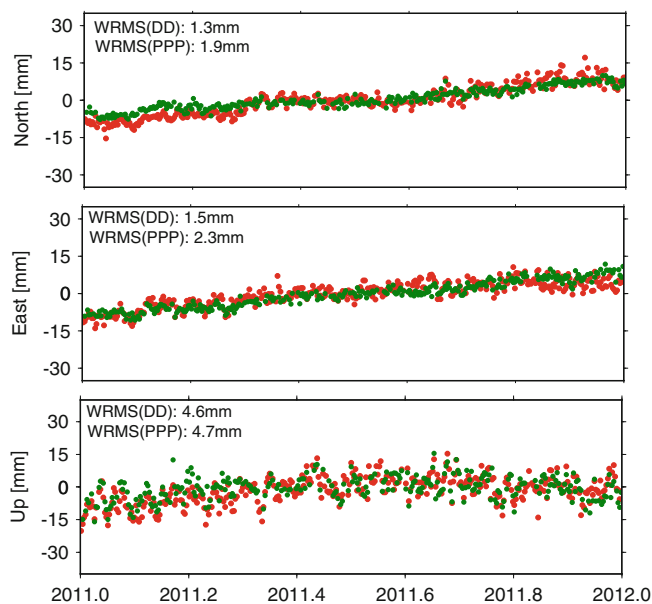 WRMS(DD): 1.3mm
WRMS(PPP): 1.9mm
North [mm]
30
15
0
-15
-30
WRMS(DD): 1.5mm
WRMS(PPP): 2.3mm
East [mm]
30
15
0
-15
-30
WRMS(DD): 4.6mm
WRMS(PPP): 4.7mm
Up [mm]
30
15
0
-15
-30
2011.0 2011.2 2011.4 2011.6 2011.8 2012.0